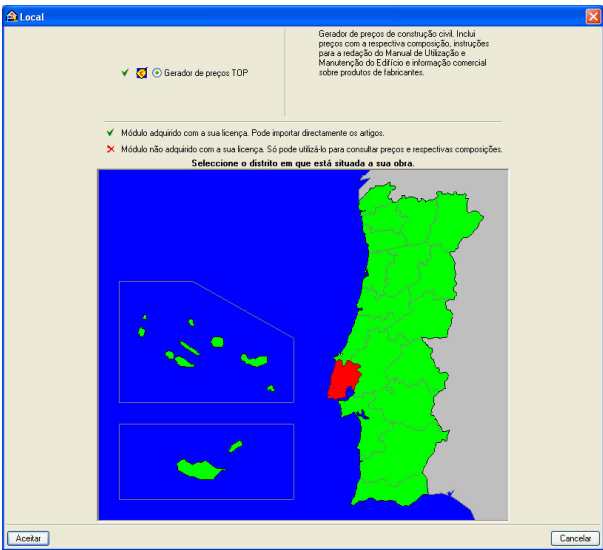 Local
Gerador de preços TOP
Gerador de preços de construção civil. Inclui
preços com a respectiva composição, instruções
para a redação do Manual de Utilização e
Manutenção do Edifício e informação comercial
sobre produtos de fabricantes.
Módulo adquirido com a sua licença. Pode importar directamente os artigos.
Módulo não adquirido com a sua licença. Só pode utilizá-lo para consultar preços e respectivas composições.
Seleccione o distrito em que está situada a sua obra.
Aceitar
Cancelar